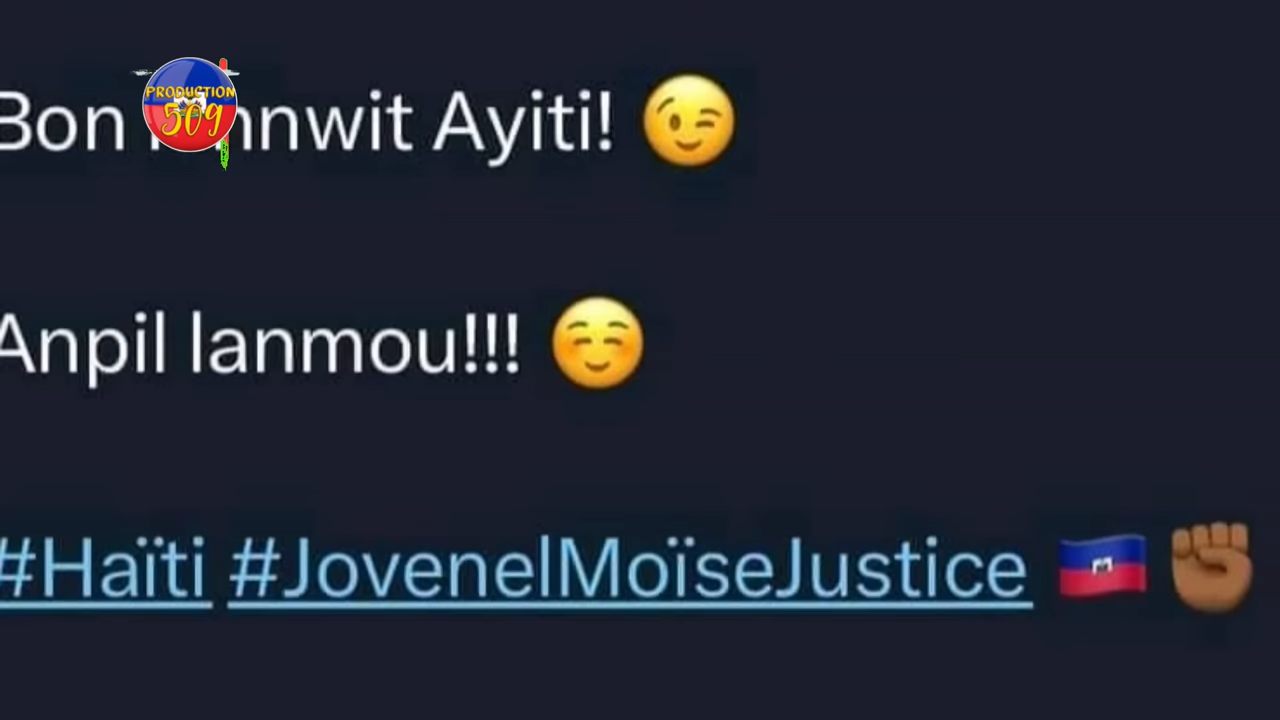 PRODUCTION
509
Bon Ayiti! 😉
Anpil lanmou!!! ☺️
#Haïti #JovenelMoïseJustice 🇭🇹 ✊🏾